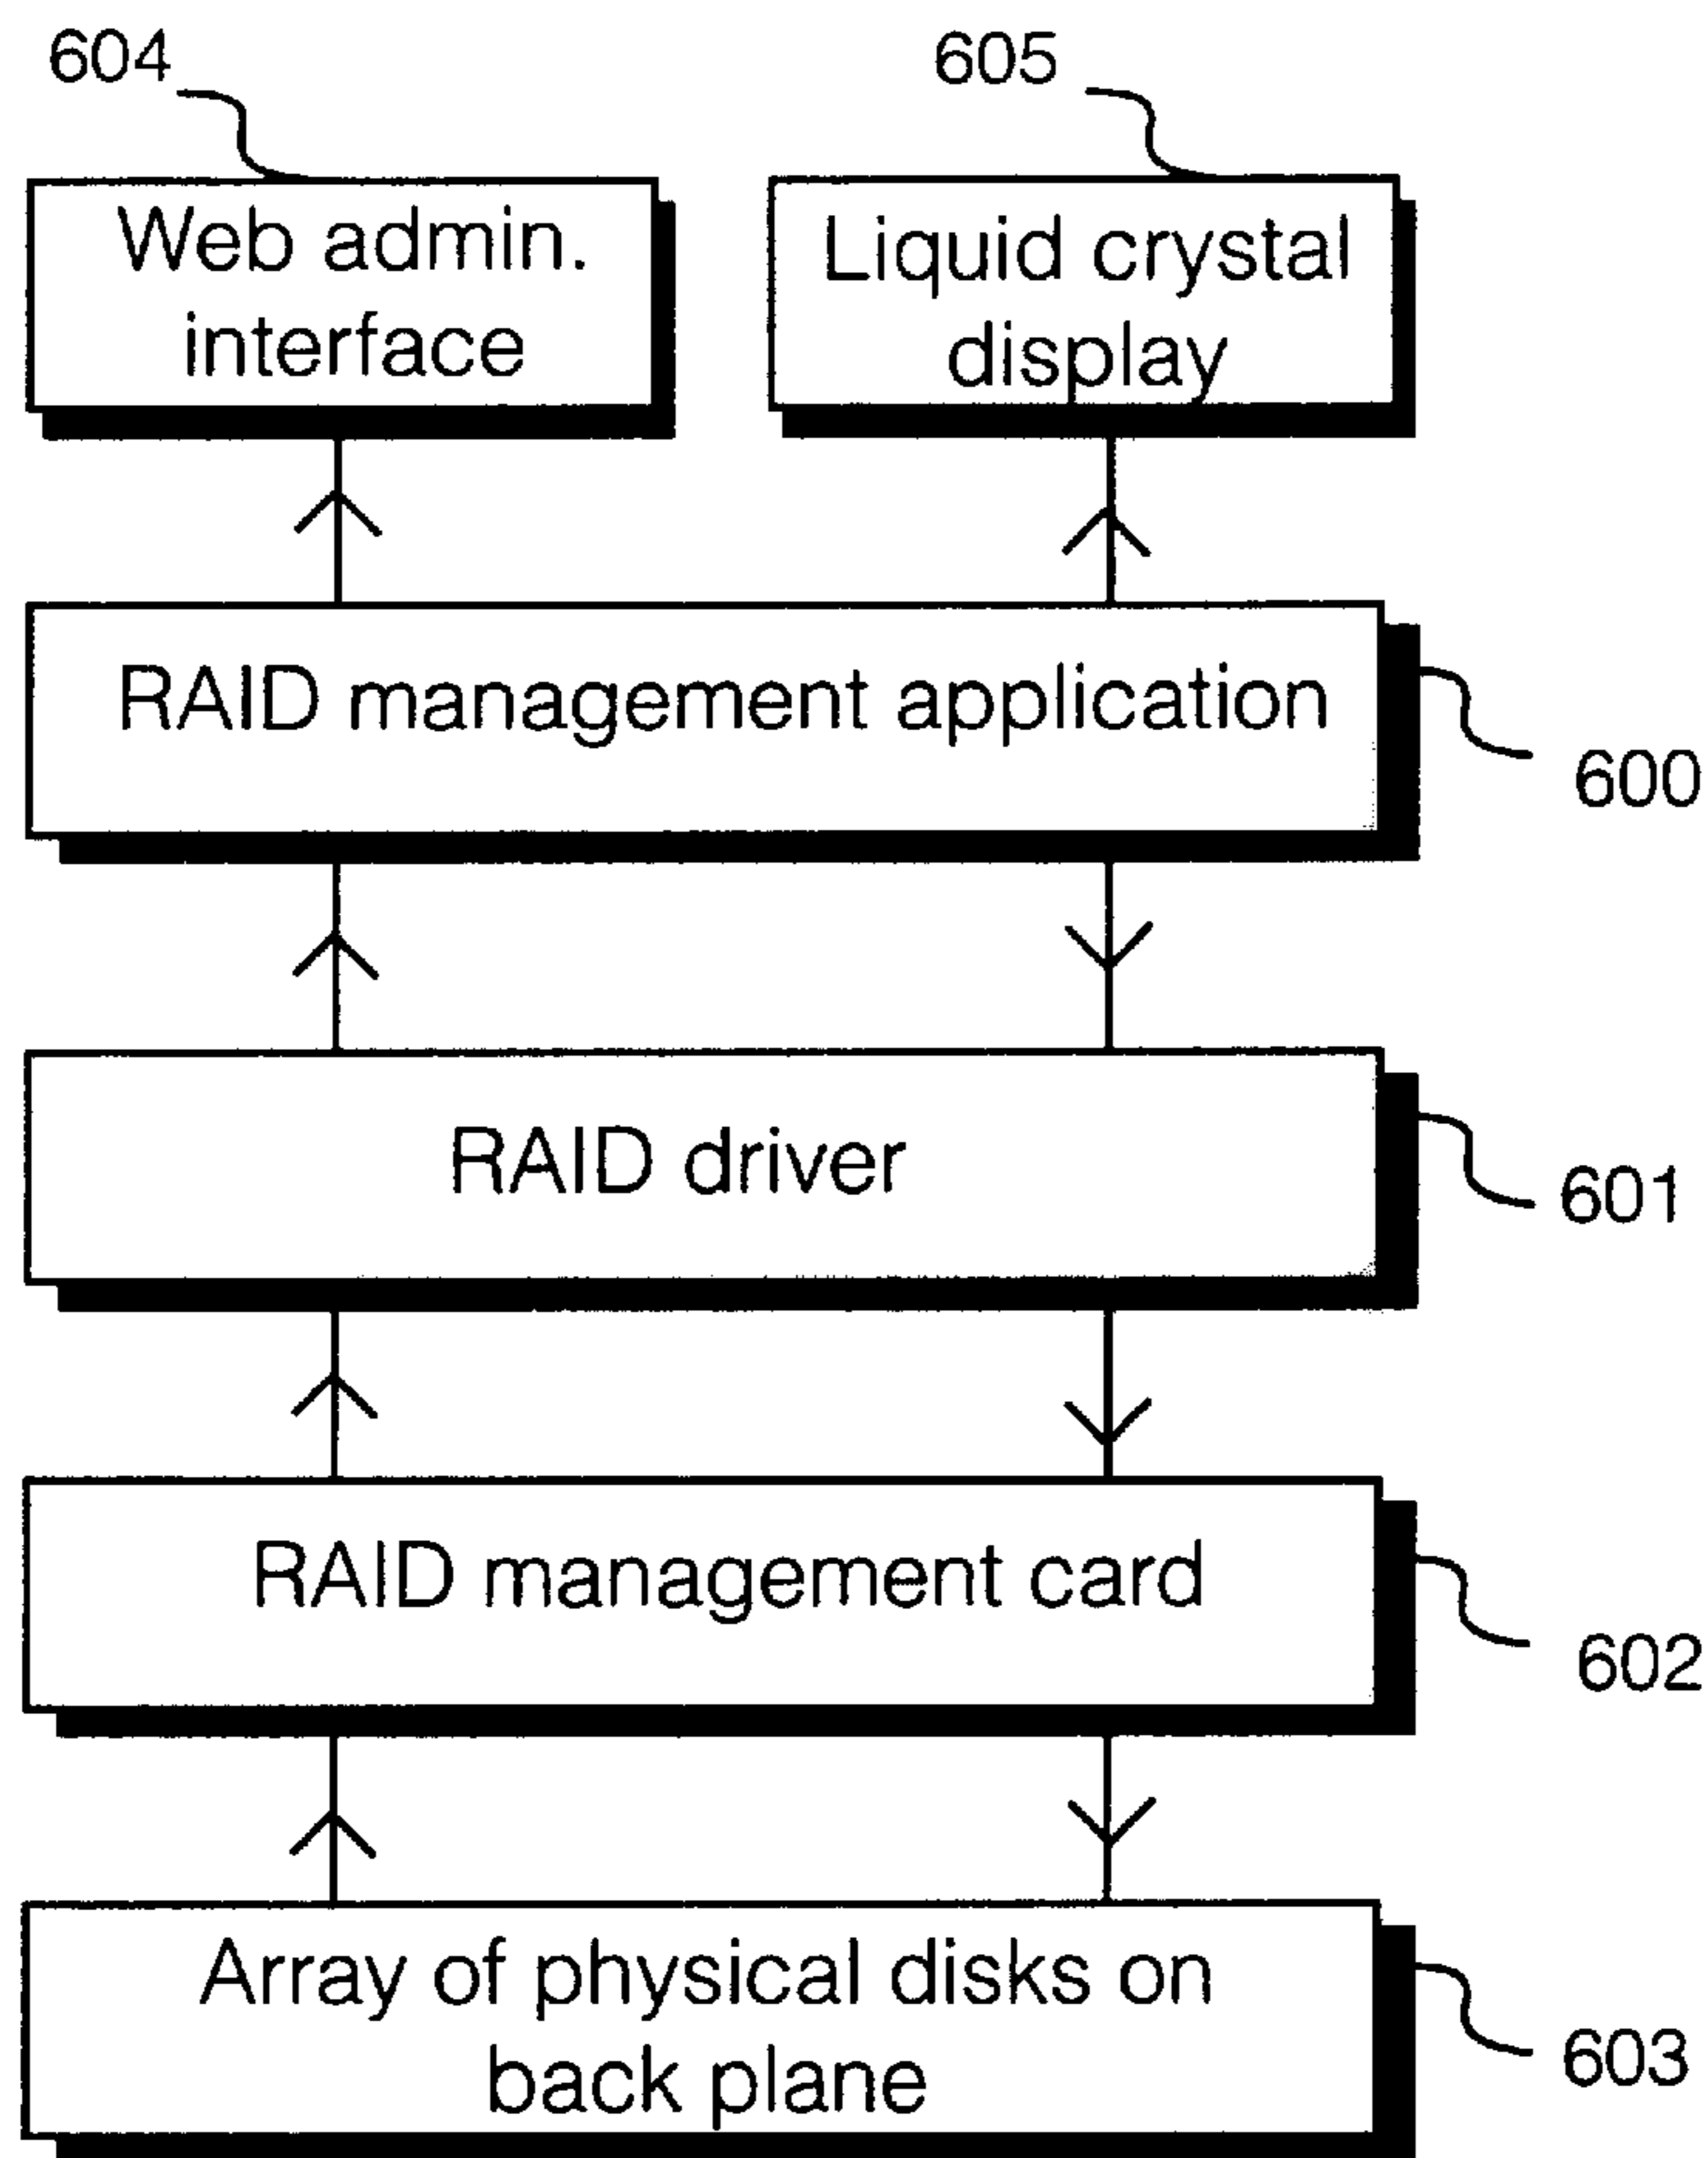 604
605
Web admin.
interface
Liquid crystal
display
RAID management application
600
RAID driver
601
RAID management card
602
Array of physical disks on
back plane
603